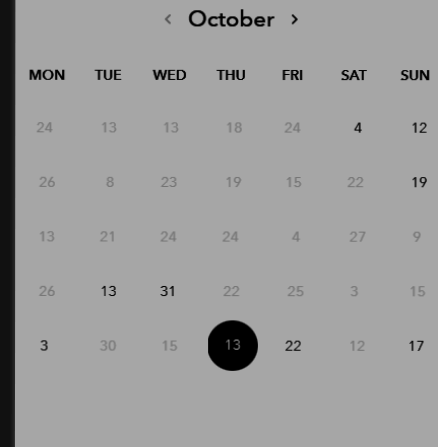 ‹ October ›
MON TUE WED THU FRI SAT SUN
24 13 13 18 24 4 12
26 8 23 19 15 22 19
13 21 24 24 4 27 9
26 13 31 22 25 3 15
3 30 15 13 22 12 17